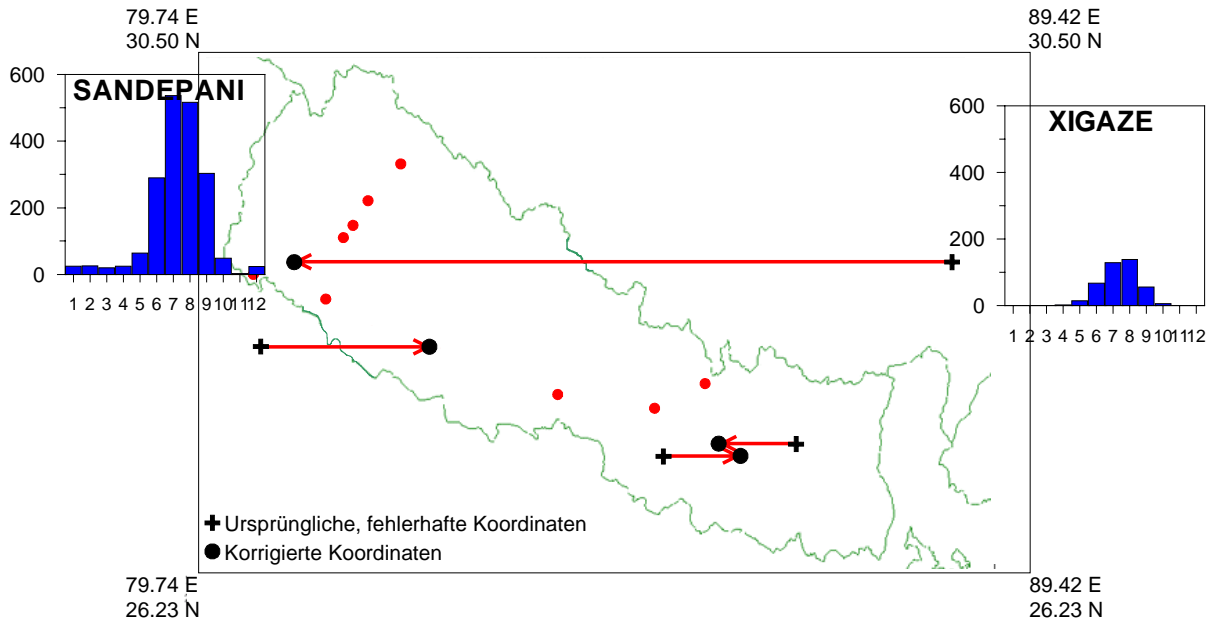 79.74 E
30.50 N
89.42 E
30.50 N
SANDEPANI
600
400
200
0
1 2 3 4 5 6 7 8 9 10 11 12
XIGAZE
600
400
200
0
1 2 3 4 5 6 7 8 9 10 11 12
Ursprüngliche, fehlerhafte Koordinaten
Korrigierte Koordinaten
79.74 E
26.23 N
89.42 E
26.23 N